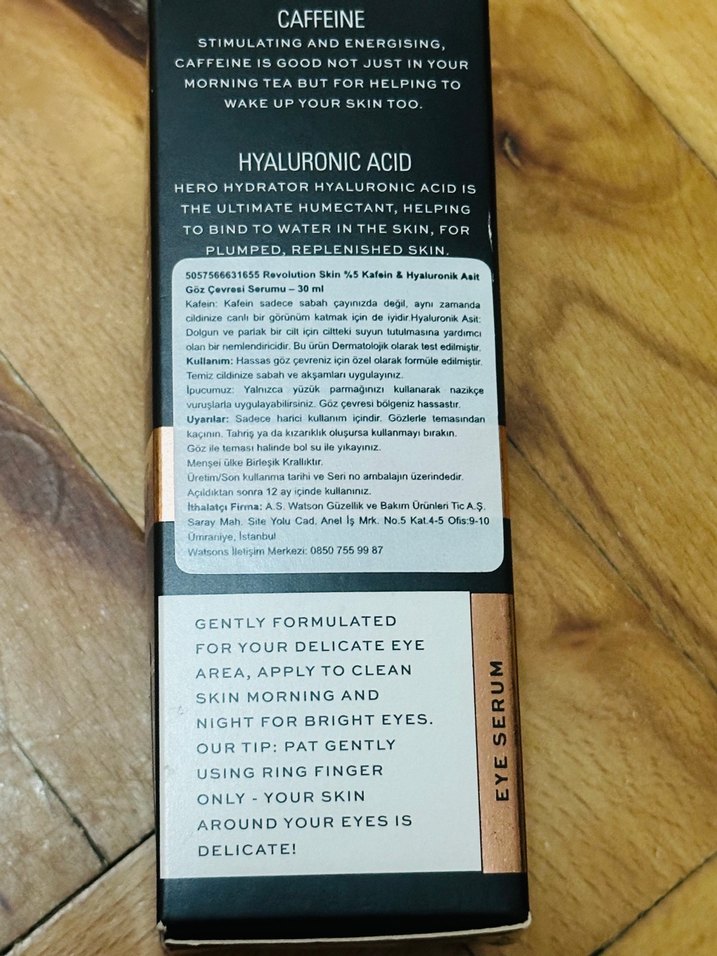 CAFFEINE
STIMULATING AND ENERGISING,
CAFFEINE IS GOOD NOT JUST IN YOUR
MORNING TEA BUT FOR HELPING TO
WAKE UP YOUR SKIN TOO.
HYALURONIC ACID
HERO HYDRATOR HYALURONIC ACID IS
THE ULTIMATE HUMECTANT, HELPING
TO BIND TO WATER IN THE SKIN, FOR
PLUMPED, REPLENISHED SKIN.
5057566631655 Revolution Skin %5 Kafein & Hyaluronik Asit
Göz Çevresi Serumu – 30 ml
Kafein: Kafein sadece sabah çayınızda değil, aynı zamanda
cildinize canlı bir görünüm katmak için de iyidir.Hyaluronik Asit:
Dolgun ve parlak bir cilt için ciltteki suyun tutulmasına yardımcı
olan bir nemlendiricidir. Bu ürün Dermatolojik olarak test edilmiştir.
Kullanım: Hassas göz çevreniz için özel olarak formüle edilmiştir.
Temiz cildinize sabah ve akşamları uygulayınız.
İpucumuz: Yalnızca yüzük parmağınızı kullanarak nazikçe
vuruşlarla uygulayabilirsiniz. Göz çevresi bölgeniz hassastır.
Uyarılar: Sadece harici kullanım içindir. Gözlerle temasından
kaçının. Tahriş ya da kızarıklık oluşursa kullanmayı bırakın.
Göz ile teması halinde bol su ile yıkayınız.
Menşei ülke Birleşik Krallıktır.
Üretim/Son kullanma tarihi ve Seri no ambalajın üzerindedir.
Açıldıktan sonra 12 ay içinde kullanınız.
İthalatçı Firma: A.S. Watson Güzellik ve Bakım Ürünleri Tic A.Ş.
Saray Mah. Site Yolu Cad. Anel İş Mrk. No.5 Kat.4-5 Ofis:9-10
Ümraniye, İstanbul
Watsons İletişim Merkezi: 0850 755 99 87
GENTLY FORMULATED
FOR YOUR DELICATE EYE
AREA, APPLY TO CLEAN
SKIN MORNING AND
NIGHT FOR BRIGHT EYES.
OUR TIP: PAT GENTLY
USING RING FINGER
ONLY - YOUR SKIN
AROUND YOUR EYES IS
DELICATE!
EYE SERUM